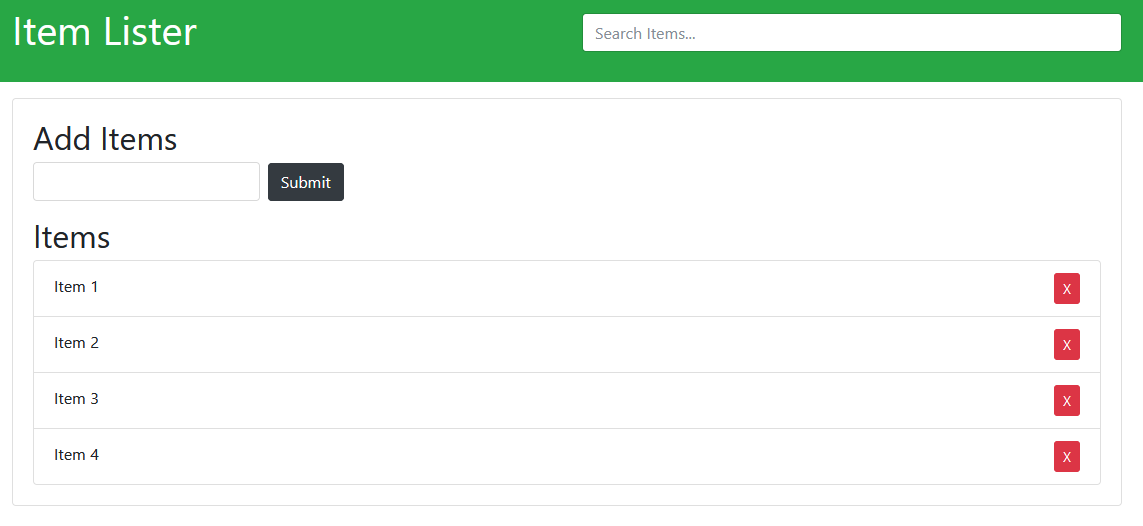 Item Lister
Search Items...
Add Items
Submit
Items
Item 1 X
Item 2 X
Item 3 X
Item 4 X